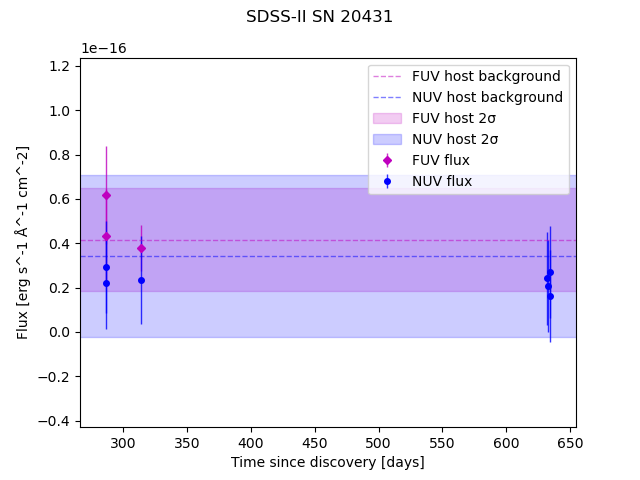 SDSS-II SN 20431
1e−16
FUV host background
NUV host background
FUV host 2σ
NUV host 2σ
FUV flux
NUV flux
1.2
1.0
0.8
0.6
0.4
0.2
0.0
−0.2
−0.4
Flux [erg s^-1 Å^-1 cm^-2]
300 350 400 450 500 550 600 650
Time since discovery [days]